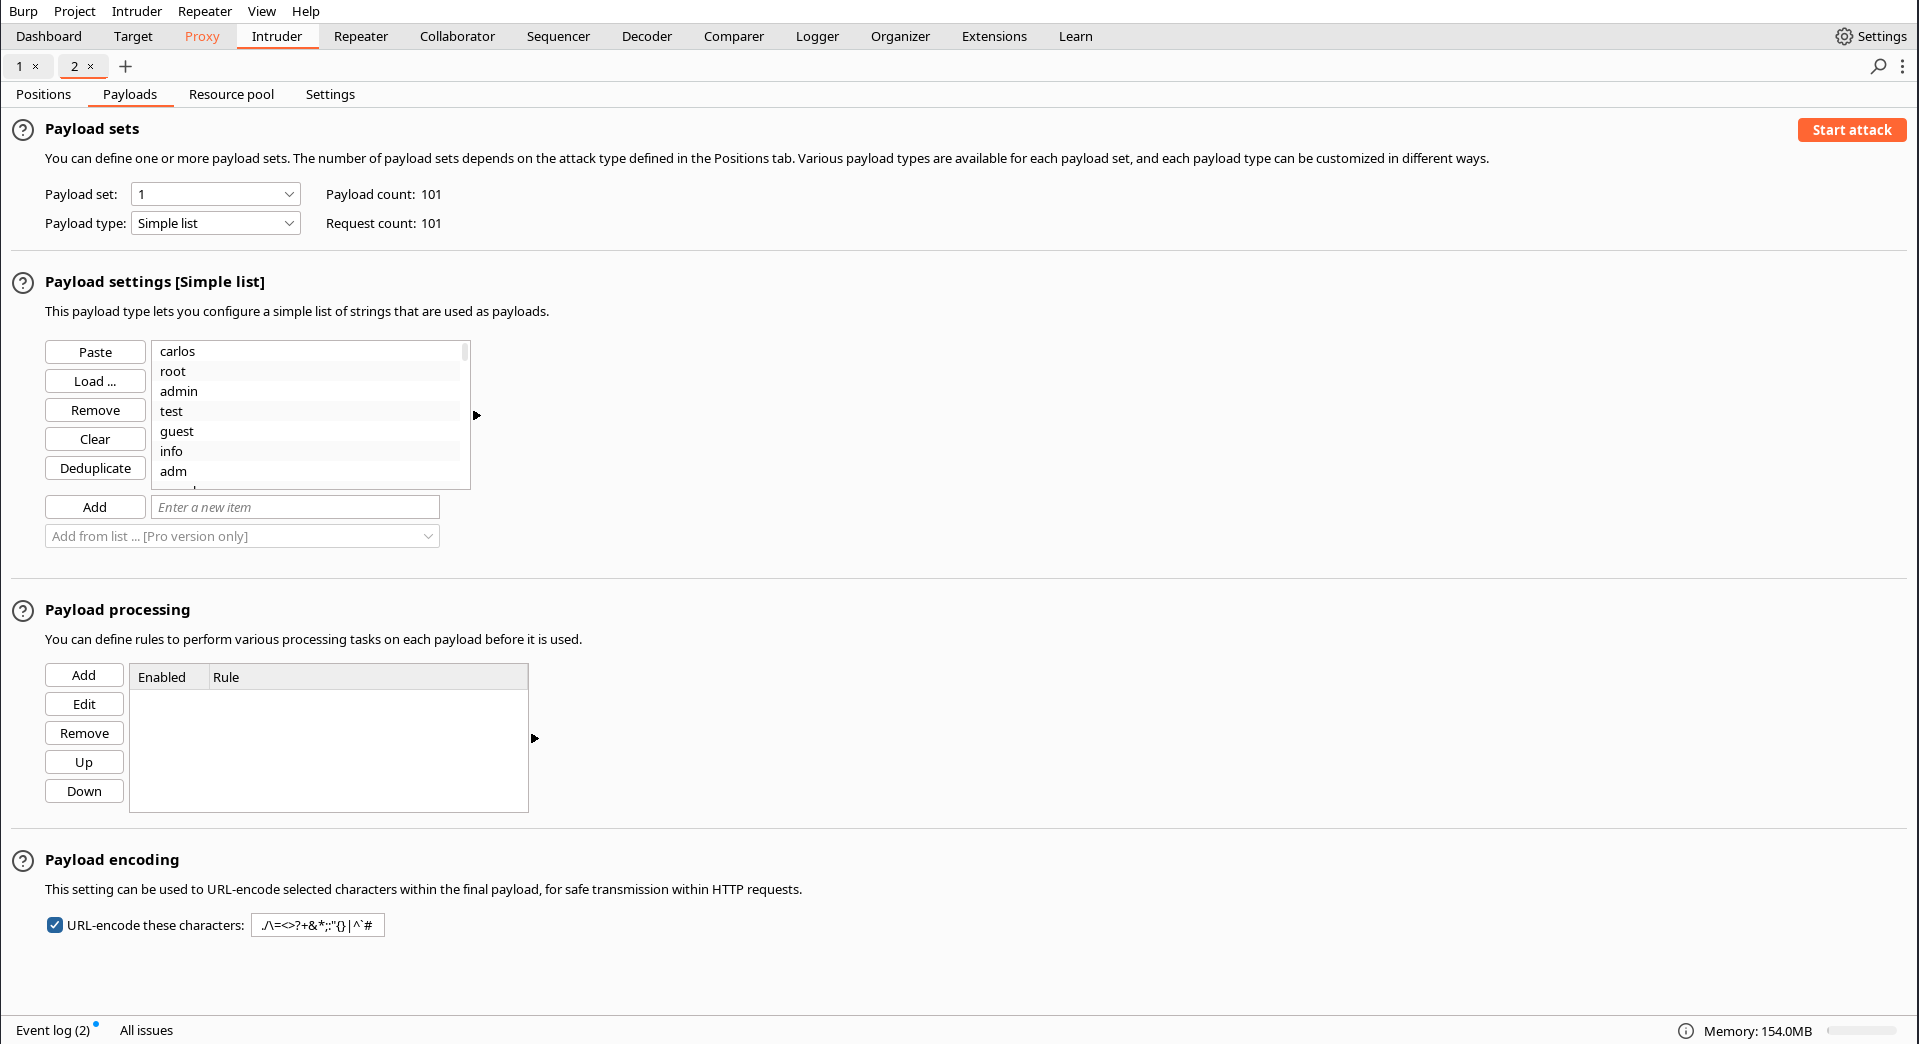 Burp Project Intruder Repeater View Help
Dashboard Target Proxy Intruder Repeater Collaborator Sequencer Decoder Comparer Logger Organizer Extensions Learn Settings
1 × 2 × +
Positions Payloads Resource pool Settings
? Payload sets Start attack
You can define one or more payload sets. The number of payload sets depends on the attack type defined in the Positions tab. Various payload types are available for each payload set, and each payload type can be customized in different ways.
Payload set: 1 Payload count: 101
Payload type: Simple list Request count: 101
? Payload settings [Simple list]
This payload type lets you configure a simple list of strings that are used as payloads.
Paste carlos
Load ... root
Remove admin
Clear test
Deduplicate guest
info
adm
Add Enter a new item
Add from list ... [Pro version only]
? Payload processing
You can define rules to perform various processing tasks on each payload before it is used.
Add Enabled Rule
Edit
Remove
Up
Down
? Payload encoding
This setting can be used to URL-encode selected characters within the final payload, for safe transmission within HTTP requests.
URL-encode these characters: ./\=<>?+&*;:"{}|^`#
Event log (2) All issues Memory: 154.0MB